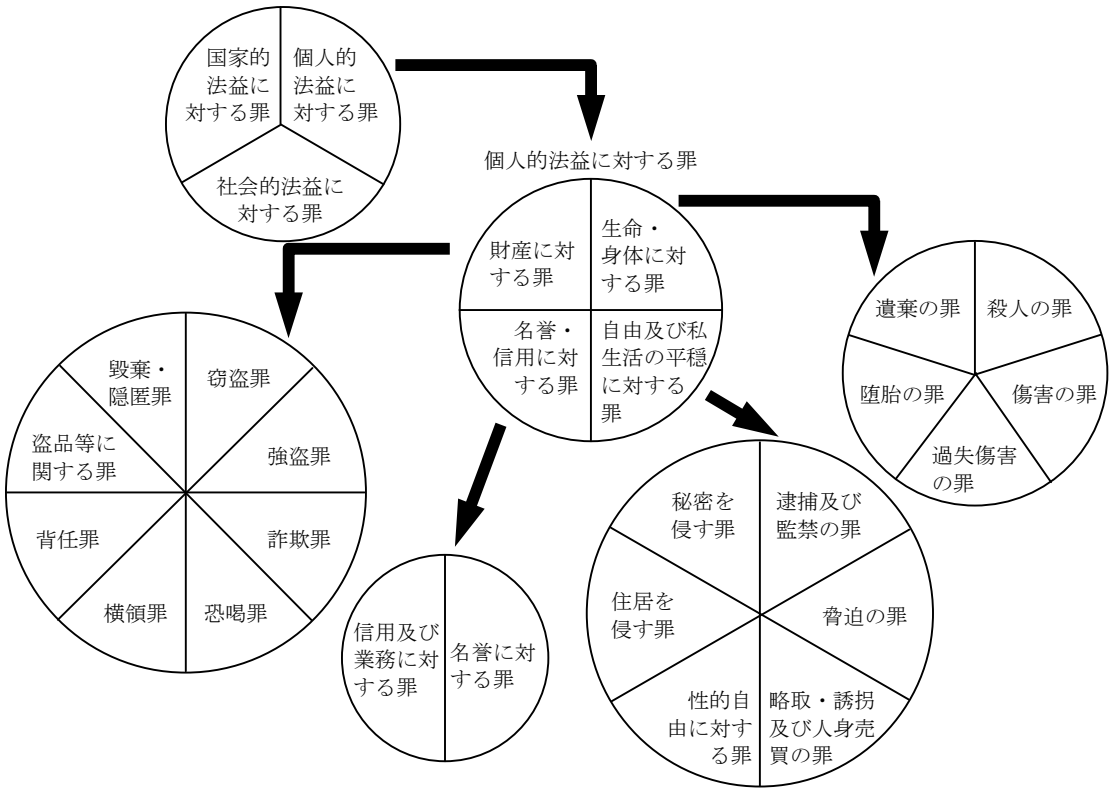 国家的
法益に
対する罪
個人的
法益に
対する罪
社会的法益に
対する罪
個人的法益に対する罪
財産に対
する罪
生命・
身体に対
する罪
名誉・
信用に対
する罪
自由及び私
生活の平穏
に対する
罪
遺棄の罪
殺人の罪
堕胎の罪
傷害の罪
過失傷害
の罪
毀棄・
隠匿罪
窃盗罪
盗品等に
関する罪
強盗罪
背任罪
詐欺罪
横領罪
恐喝罪
信用及び
業務に対
する罪
名誉に対
する罪
秘密を
侵す罪
逮捕及び
監禁の罪
住居を
侵す罪
脅迫の罪
性的自
由に対す
る罪
略取・誘拐
及び人身売
買の罪